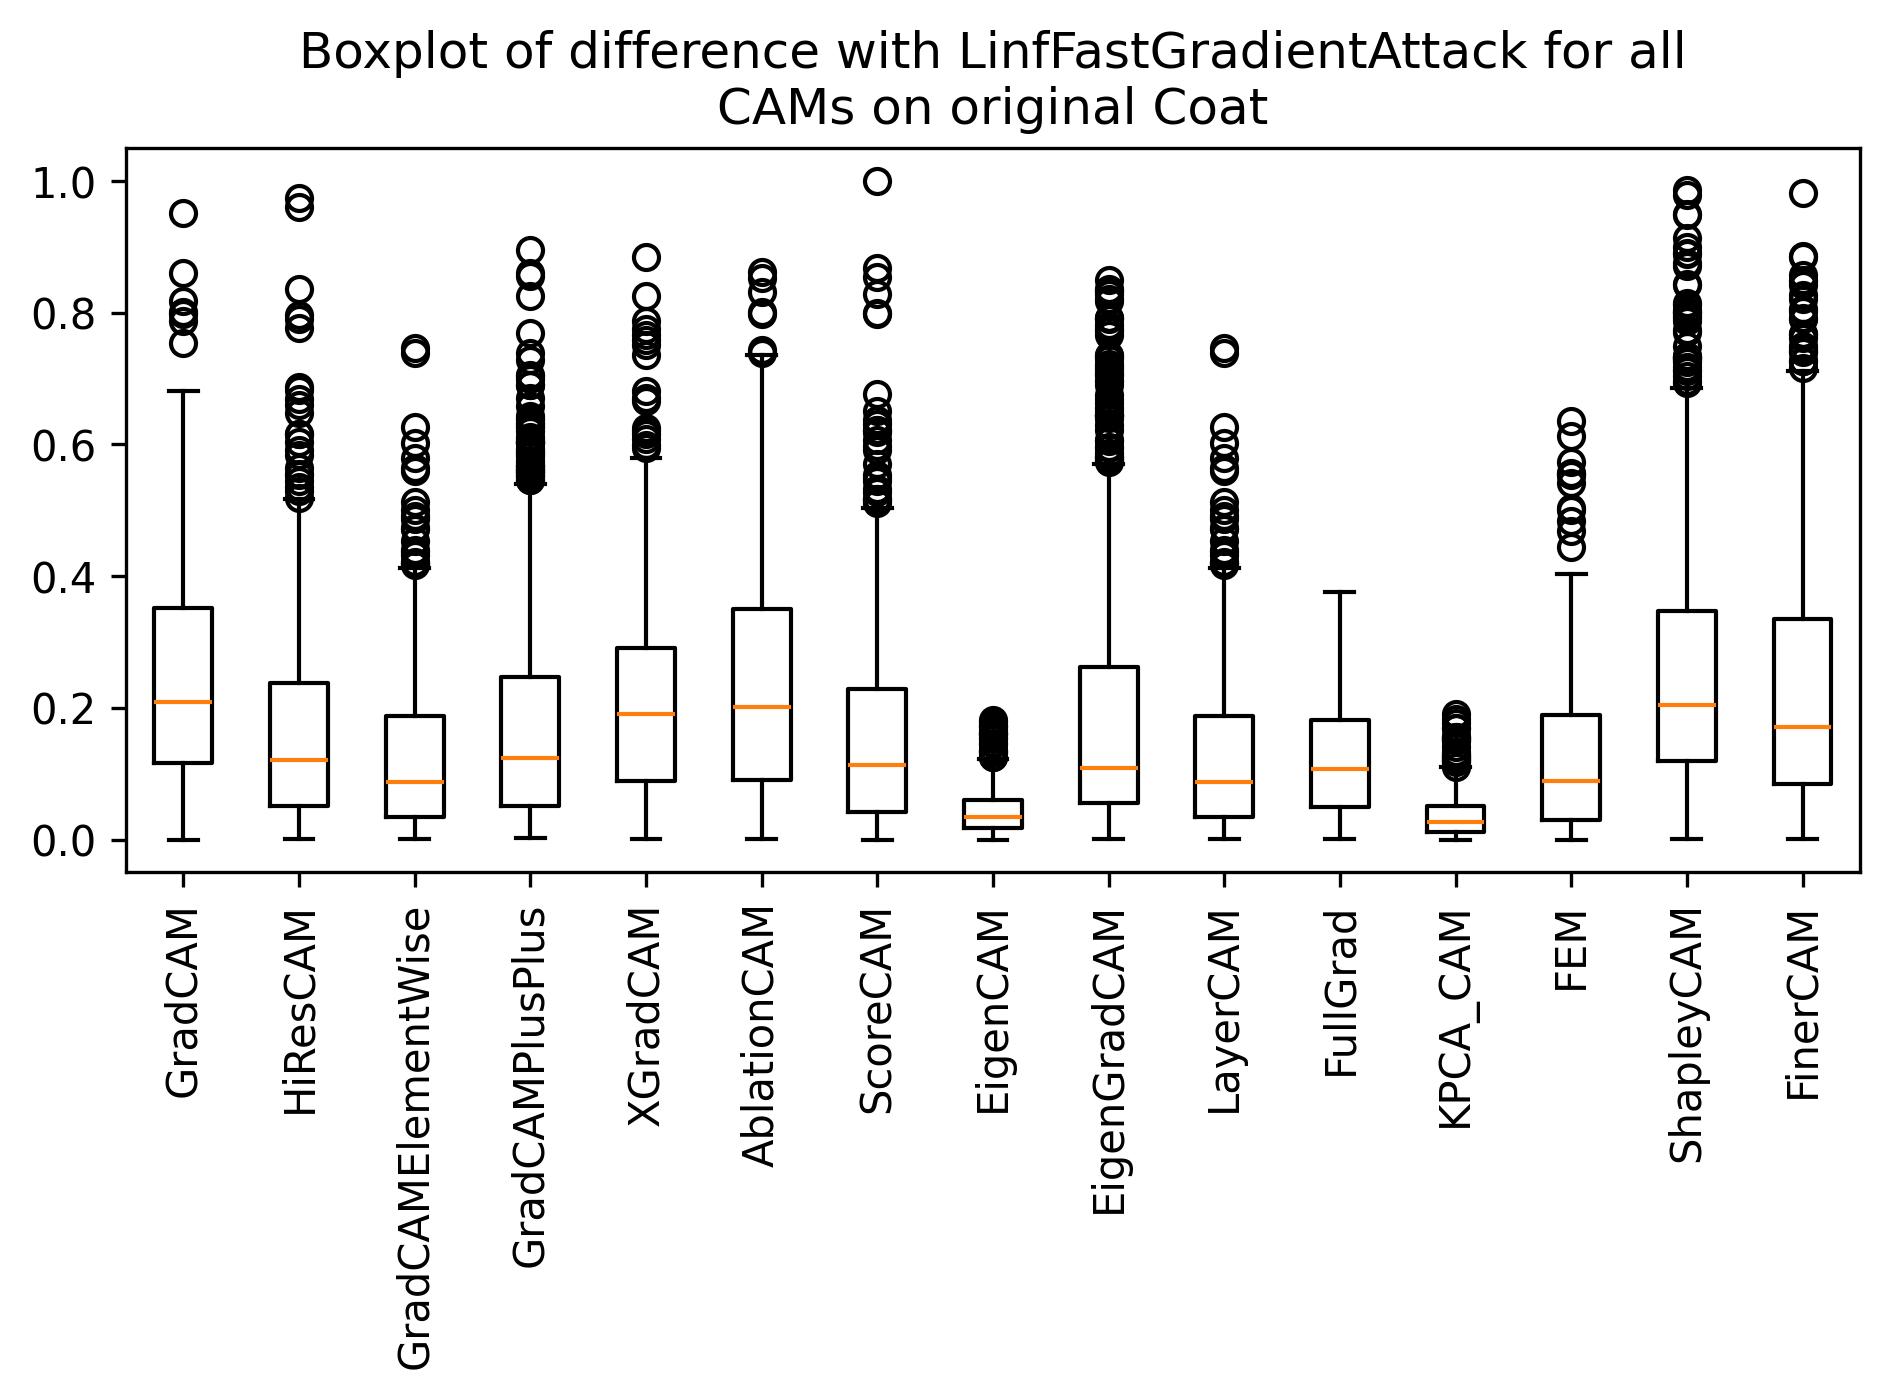 Boxplot of difference with LinfFastGradientAttack for all
CAMs on original Coat
1.0
0.8
0.6
0.4
0.2
0.0
GradCAM
HiResCAM
GradCAMElementWise
GradCAMPlusPlus
XGradCAM
AblationCAM
ScoreCAM
EigenCAM
EigenGradCAM
LayerCAM
FullGrad
KPCA_CAM
FEM
ShapleyCAM
FinerCAM